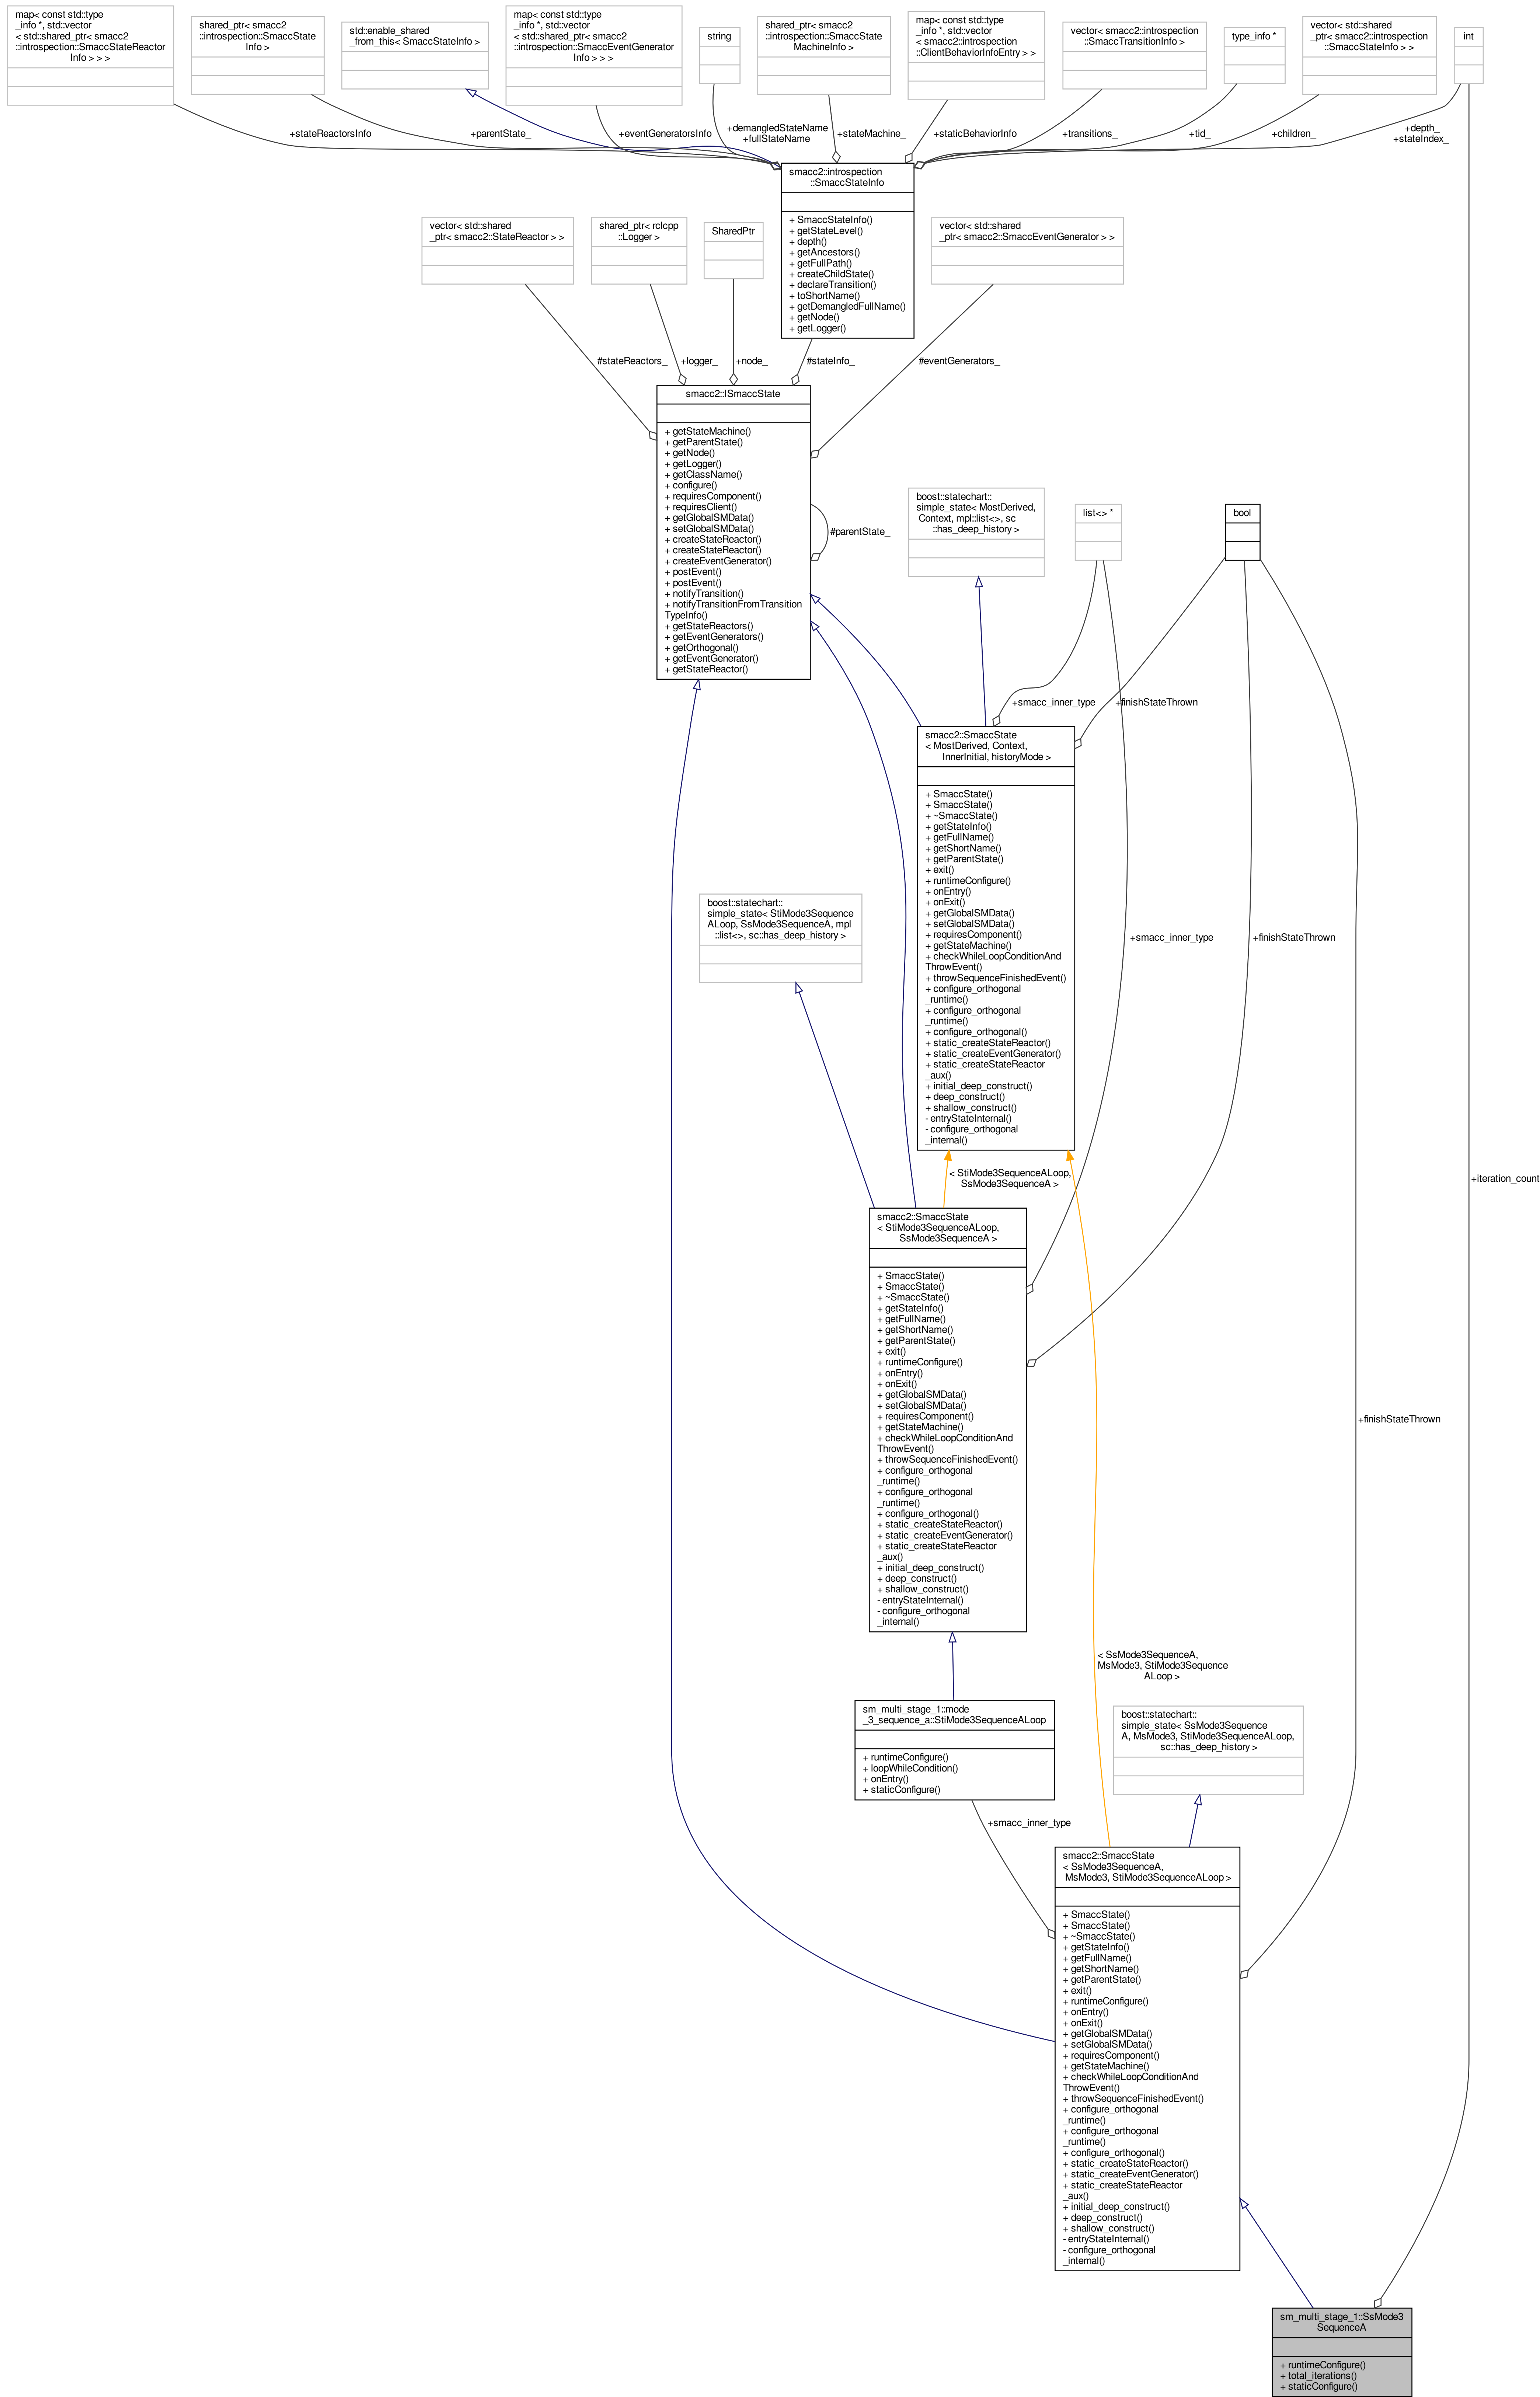 map< const std::type
_info *, std::vector
< std::shared_ptr< smacc2
::introspection::SmaccStateReactor
Info > > >
shared_ptr< smacc2
::introspection::SmaccState
Info >
std::enable_shared
_from_this< SmaccStateInfo >
map< const std::type
_info *, std::vector
< std::shared_ptr< smacc2
::introspection::SmaccEventGenerator
Info > > >
string
shared_ptr< smacc2
::introspection::SmaccState
MachineInfo >
map< const std::type
_info *, std::vector
< smacc2::introspection
::ClientBehaviorInfoEntry > >
vector< smacc2::introspection
::SmaccTransitionInfo >
type_info *
vector< std::shared
_ptr< smacc2::introspection
::SmaccStateInfo > >
int
+stateReactorsInfo
+parentState_
+eventGeneratorsInfo
+demangledStateName
+fullStateName
+stateMachine_
+staticBehaviorInfo
+transitions_
+tid_
+children_
+depth_
+stateIndex_
smacc2::introspection
::SmaccStateInfo
+ SmaccStateInfo()
+ getStateLevel()
+ depth()
+ getAncestors()
+ getFullPath()
+ createChildState()
+ declareTransition()
+ toShortName()
+ getDemangledFullName()
+ getNode()
+ getLogger()
vector< std::shared
_ptr< smacc2::StateReactor > >
shared_ptr< rclcpp
::Logger >
SharedPtr
vector< std::shared
_ptr< smacc2::SmaccEventGenerator > >
#stateReactors_
+logger_
+node_
#stateInfo_
#eventGenerators_
smacc2::ISmaccState
+ getStateMachine()
+ getParentState()
+ getNode()
+ getLogger()
+ getClassName()
+ configure()
+ requiresComponent()
+ requiresClient()
+ getGlobalSMData()
+ setGlobalSMData()
+ createStateReactor()
+ createStateReactor()
+ createEventGenerator()
+ postEvent()
+ postEvent()
+ notifyTransition()
+ notifyTransitionFromTransition
TypeInfo()
+ getStateReactors()
+ getEventGenerators()
+ getOrthogonal()
+ getEventGenerator()
+ getStateReactor()
#parentState_
boost::statechart::
simple_state< MostDerived,
Context, mpl::list<>, sc
::has_deep_history >
list<> *
bool
+smacc_inner_type
+finishStateThrown
smacc2::SmaccState
< MostDerived, Context,
InnerInitial, historyMode >
+ SmaccState()
+ SmaccState()
+ ~SmaccState()
+ getStateInfo()
+ getFullName()
+ getShortName()
+ getParentState()
+ exit()
+ runtimeConfigure()
+ onEntry()
+ onExit()
+ getGlobalSMData()
+ setGlobalSMData()
+ requiresComponent()
+ getStateMachine()
+ checkWhileLoopConditionAnd
ThrowEvent()
+ throwSequenceFinishedEvent()
+ configure_orthogonal
_runtime()
+ configure_orthogonal
_runtime()
+ configure_orthogonal()
+ static_createStateReactor()
+ static_createEventGenerator()
+ static_createStateReactor
_aux()
+ initial_deep_construct()
+ deep_construct()
+ shallow_construct()
- entryStateInternal()
- configure_orthogonal
_internal()
boost::statechart::
simple_state< StiMode3Sequence
ALoop, SsMode3SequenceA, mpl
::list<>, sc::has_deep_history >
+smacc_inner_type
+finishStateThrown
< StiMode3SequenceALoop,
SsMode3SequenceA >
+iteration_count
smacc2::SmaccState
< StiMode3SequenceALoop,
SsMode3SequenceA >
+ SmaccState()
+ SmaccState()
+ ~SmaccState()
+ getStateInfo()
+ getFullName()
+ getShortName()
+ getParentState()
+ exit()
+ runtimeConfigure()
+ onEntry()
+ onExit()
+ getGlobalSMData()
+ setGlobalSMData()
+ requiresComponent()
+ getStateMachine()
+ checkWhileLoopConditionAnd
ThrowEvent()
+ throwSequenceFinishedEvent()
+ configure_orthogonal
_runtime()
+ configure_orthogonal
_runtime()
+ configure_orthogonal()
+ static_createStateReactor()
+ static_createEventGenerator()
+ static_createStateReactor
_aux()
+ initial_deep_construct()
+ deep_construct()
+ shallow_construct()
- entryStateInternal()
- configure_orthogonal
_internal()
+finishStateThrown
< SsMode3SequenceA,
MsMode3, StiMode3Sequence
ALoop >
sm_multi_stage_1::mode
_3_sequence_a::StiMode3SequenceALoop
+ runtimeConfigure()
+ loopWhileCondition()
+ onEntry()
+ staticConfigure()
boost::statechart::
simple_state< SsMode3Sequence
A, MsMode3, StiMode3SequenceALoop,
sc::has_deep_history >
+smacc_inner_type
smacc2::SmaccState
< SsMode3SequenceA,
MsMode3, StiMode3SequenceALoop >
+ SmaccState()
+ SmaccState()
+ ~SmaccState()
+ getStateInfo()
+ getFullName()
+ getShortName()
+ getParentState()
+ exit()
+ runtimeConfigure()
+ onEntry()
+ onExit()
+ getGlobalSMData()
+ setGlobalSMData()
+ requiresComponent()
+ getStateMachine()
+ checkWhileLoopConditionAnd
ThrowEvent()
+ throwSequenceFinishedEvent()
+ configure_orthogonal
_runtime()
+ configure_orthogonal
_runtime()
+ configure_orthogonal()
+ static_createStateReactor()
+ static_createEventGenerator()
+ static_createStateReactor
_aux()
+ initial_deep_construct()
+ deep_construct()
+ shallow_construct()
- entryStateInternal()
- configure_orthogonal
_internal()
sm_multi_stage_1::SsMode3
SequenceA
+ runtimeConfigure()
+ total_iterations()
+ staticConfigure()